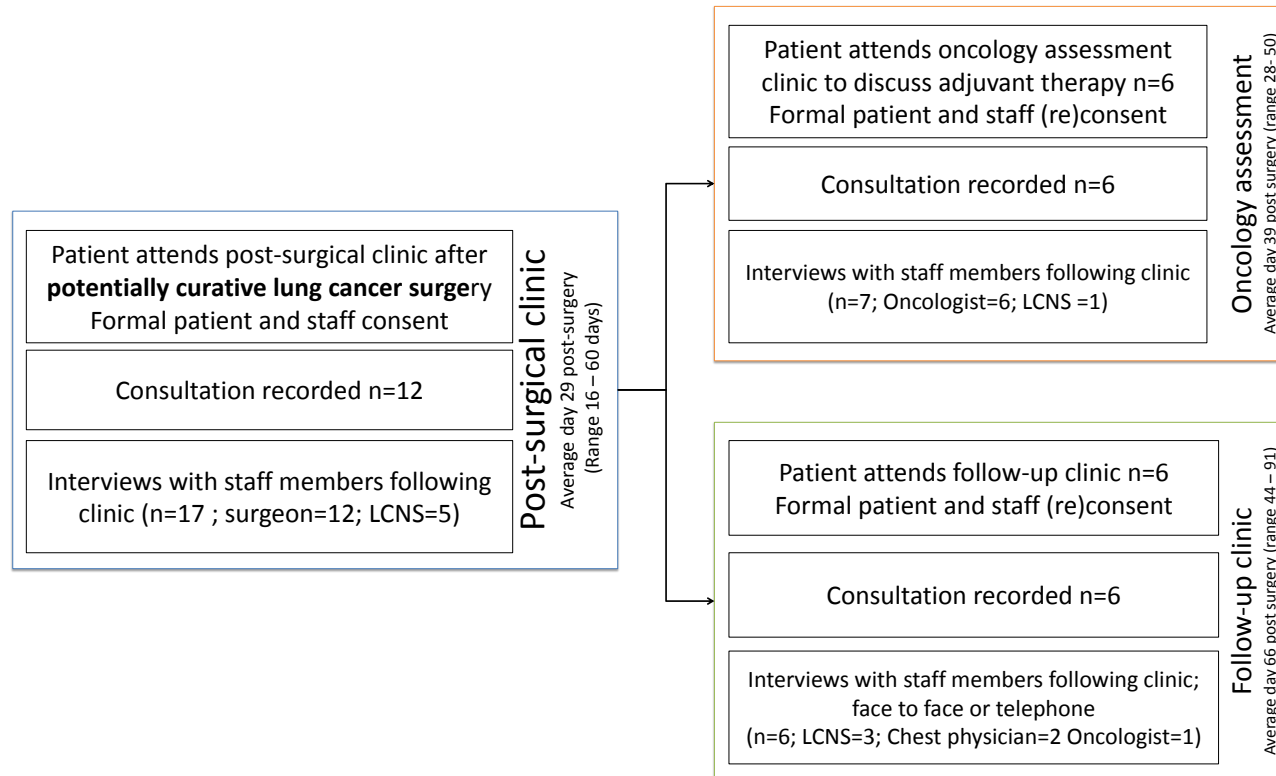 Patient attends post-surgical clinic after
potentially curative lung cancer surgery
Formal patient and staff consent
Consultation recorded n=12
Interviews with staff members following
clinic (n=17 ; surgeon=12; LCNS=5)
Post-surgical clinic
Average day 29 post-surgery
(Range 16 – 60 days)
Patient attends oncology assessment
clinic to discuss adjuvant therapy n=6
Formal patient and staff (re)consent
Consultation recorded n=6
Interviews with staff members following clinic
(n=7; Oncologist=6; LCNS =1)
Oncology assessment
Average day 39 post surgery (range 28- 50)
Patient attends follow-up clinic n=6
Formal patient and staff (re)consent
Consultation recorded n=6
Interviews with staff members following clinic;
face to face or telephone
(n=6; LCNS=3; Chest physician=2 Oncologist=1)
Follow-up clinic
Average day 66 post surgery (range 44 – 91)